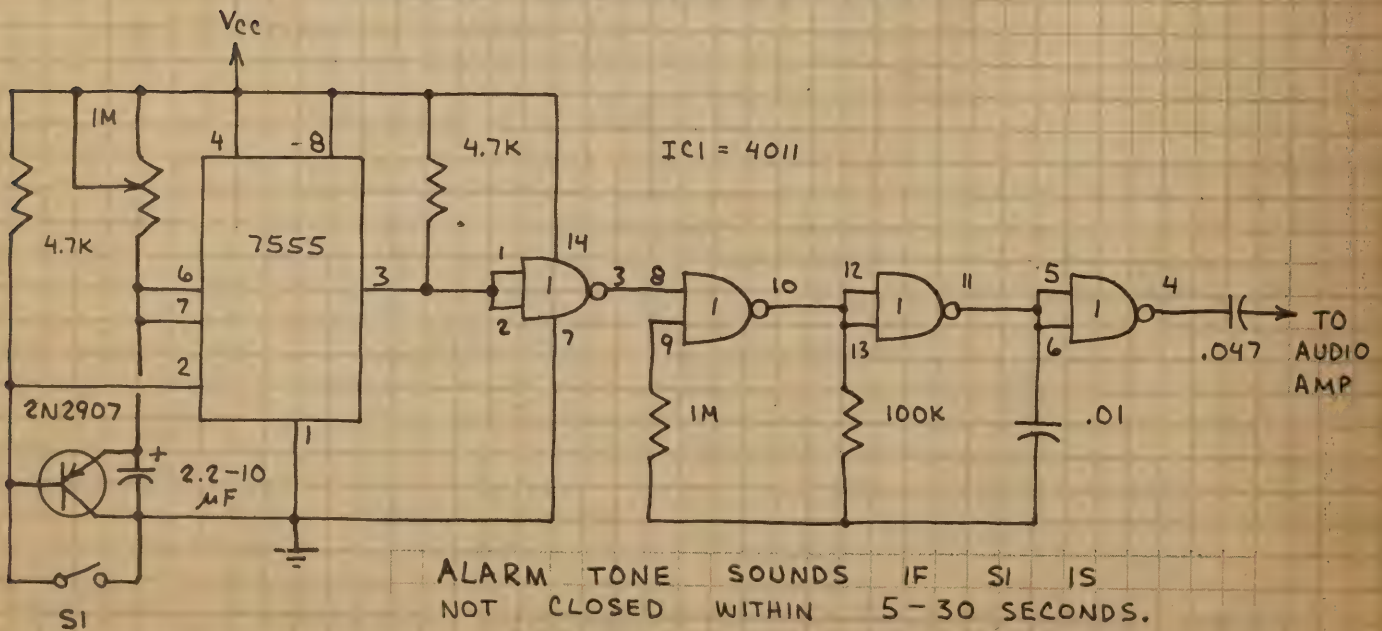 Vcc
1M
4
-8
4.7K
IC1 = 4011
4.7K
7555
6
7
2
3
1
1
2
14
1
7
3
8
9
1
10
12
13
1
11
5
6
1
4
.047
TO
AUDIO
AMP
2N2907
+
2.2-10
µF
1M
100K
.01
S1
ALARM TONE SOUNDS IF S1 IS
NOT CLOSED WITHIN 5-30 SECONDS.